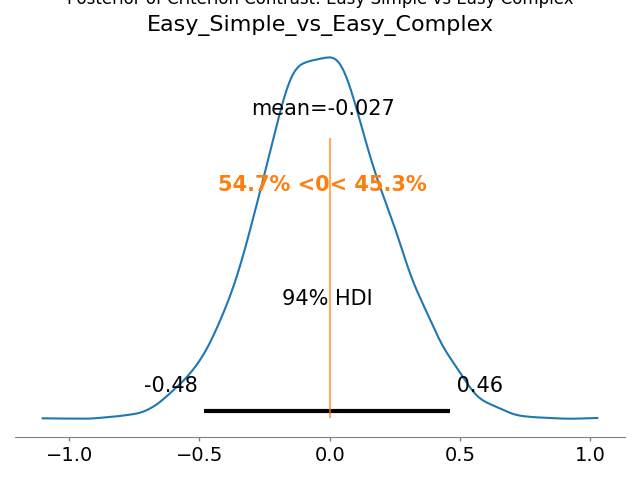 Posterior of Criterion Contrast: Easy Simple vs Easy Complex
Easy_Simple_vs_Easy_Complex
mean=-0.027
54.7% <0< 45.3%
94% HDI
-0.48 0.46
−1.0 −0.5 0.0 0.5 1.0